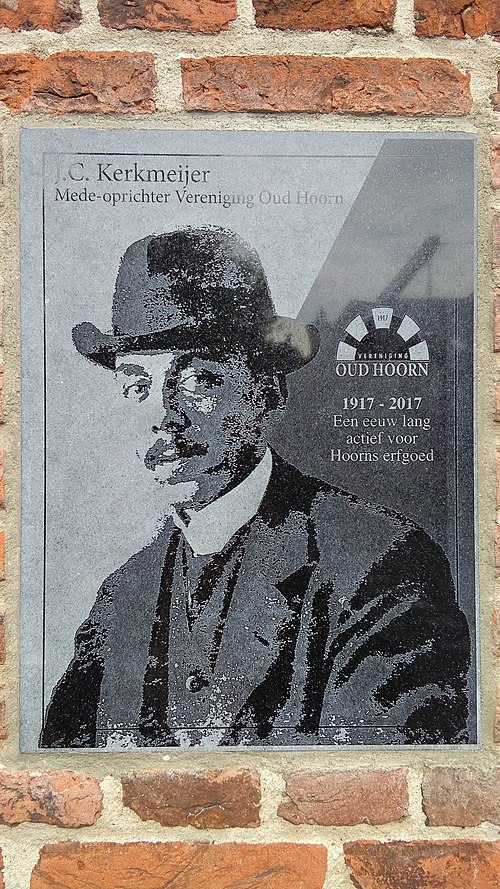 J.C. Kerkmeijer
Mede-oprichter Vereniging Oud Hoorn
1917
VERENIGING
OUD HOORN
1917 - 2017
Een eeuw lang
actief voor
Hoorns erfgoed